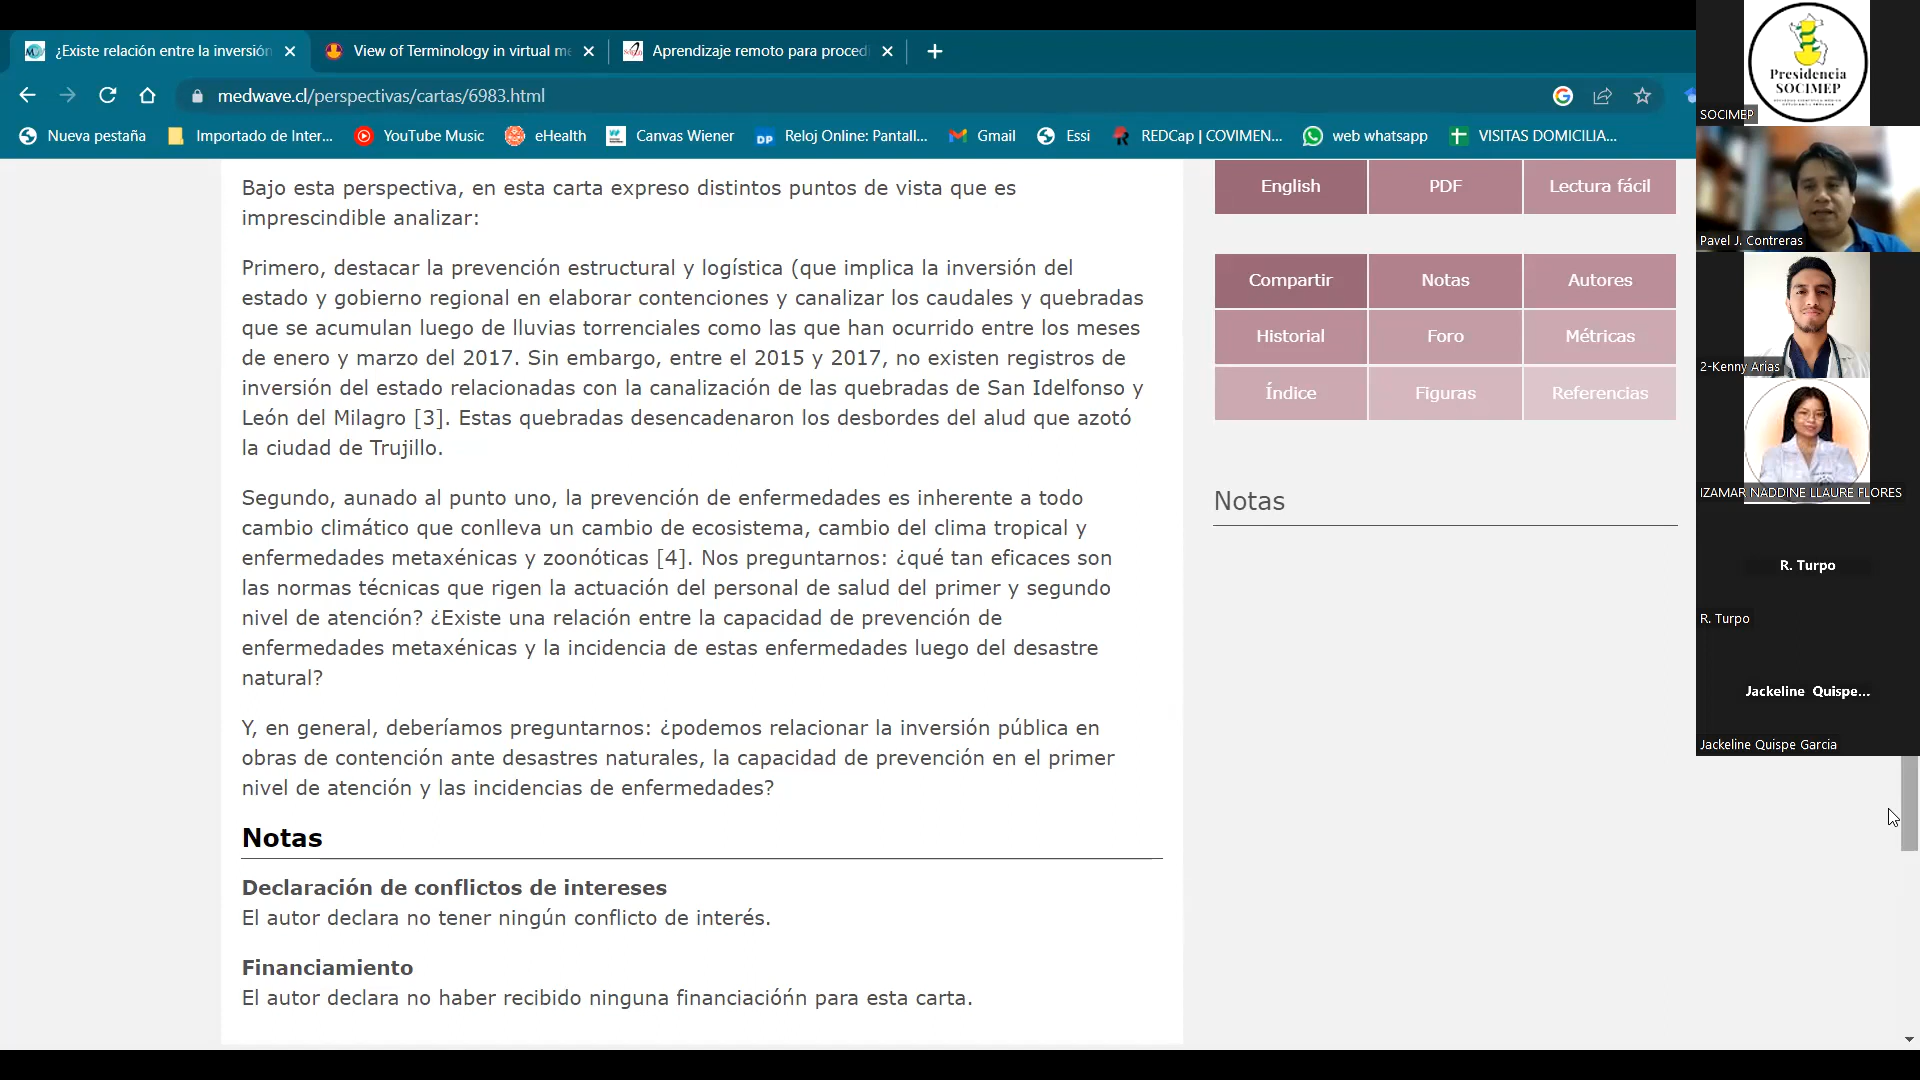 ¿Existe relación entre la inversión
View of Terminology in virtual me
Aprendizaje remoto para proced
medwave.cl/perspectivas/cartas/6983.html
Nueva pestaña
Importado de Inter...
YouTube Music
eHealth
Canvas Wiener
DP
Reloj Online: Pantall...
Gmail
Essi
REDCap | COVIMEN...
web whatsapp
VISITAS DOMICILIA...
Bajo esta perspectiva, en esta carta expreso distintos puntos de vista que es
imprescindible analizar:
Primero, destacar la prevención estructural y logística (que implica la inversión del
estado y gobierno regional en elaborar contenciones y canalizar los caudales y quebradas
que se acumulan luego de lluvias torrenciales como las que han ocurrido entre los meses
de enero y marzo del 2017. Sin embargo, entre el 2015 y 2017, no existen registros de
inversión del estado relacionadas con la canalización de las quebradas de San Idelfonso y
León del Milagro [3]. Estas quebradas desencadenaron los desbordes del alud que azotó
la ciudad de Trujillo.
Segundo, aunado al punto uno, la prevención de enfermedades es inherente a todo
cambio climático que conlleva un cambio de ecosistema, cambio del clima tropical y
enfermedades metaxénicas y zoonóticas [4]. Nos preguntarnos: ¿qué tan eficaces son
las normas técnicas que rigen la actuación del personal de salud del primer y segundo
nivel de atención? ¿Existe una relación entre la capacidad de prevención de
enfermedades metaxénicas y la incidencia de estas enfermedades luego del desastre
natural?
Y, en general, deberíamos preguntarnos: ¿podemos relacionar la inversión pública en
obras de contención ante desastres naturales, la capacidad de prevención en el primer
nivel de atención y las incidencias de enfermedades?
Notas
Declaración de conflictos de intereses
El autor declara no tener ningún conflicto de interés.
Financiamiento
El autor declara no haber recibido ninguna financiacióńn para esta carta.
English
PDF
Lectura fácil
Compartir
Notas
Autores
Historial
Foro
Métricas
Índice
Figuras
Referencias
Notas
Presidencia
SOCIMEP
SOCIMEP
Pavel J. Contreras
2-Kenny Arias
IZAMAR NADDINE LLAURE FLORES
R. Turpo
R. Turpo
Jackeline Quispe...
Jackeline Quispe Garcia